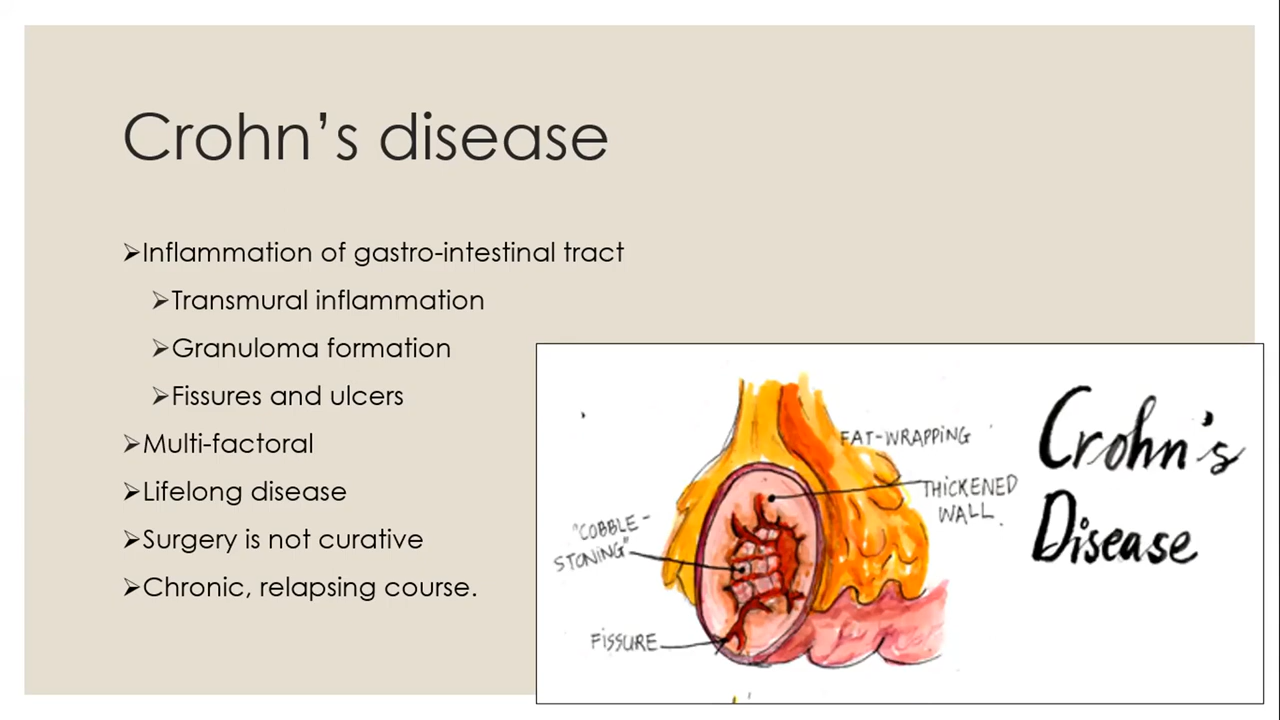 Crohn’s disease
➢Inflammation of gastro-intestinal tract
➢Transmural inflammation
➢Granuloma formation
➢Fissures and ulcers
➢Multi-factoral
➢Lifelong disease
➢Surgery is not curative
➢Chronic, relapsing course.
FAT-WRAPPING
THICKENED
WALL.
"COBBLE-
STONING"
FISSURE
Crohn's
Disease